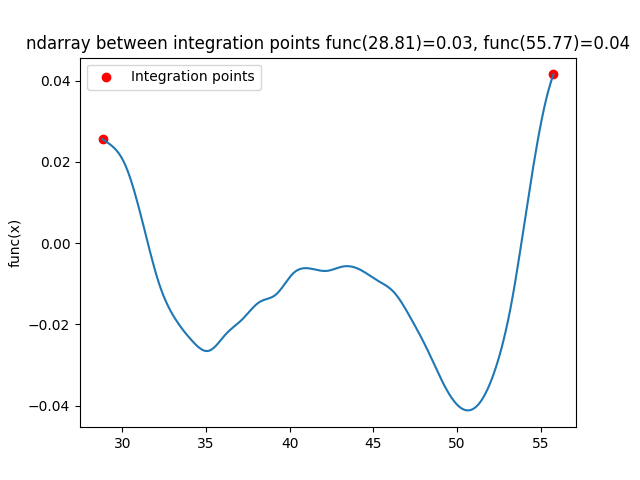 ndarray between integration points func(28.81)=0.03, func(55.77)=0.04
Integration points
func(x)
0.04
0.02
0.00
−0.02
−0.04
30 35 40 45 50 55